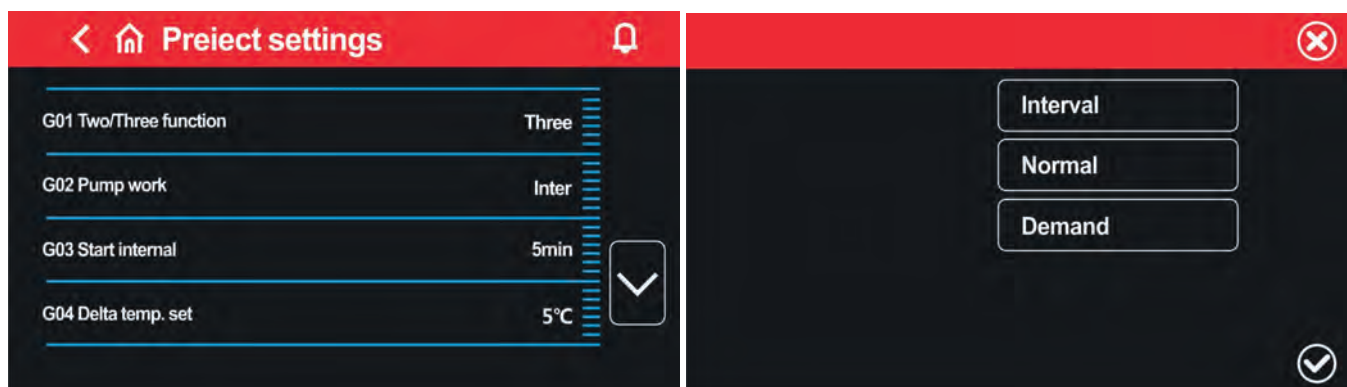 Preiect settings
G01 Two/Three function Three
G02 Pump work Inter
G03 Start internal 5min
G04 Delta temp. set 5℃
Interval
Normal
Demand